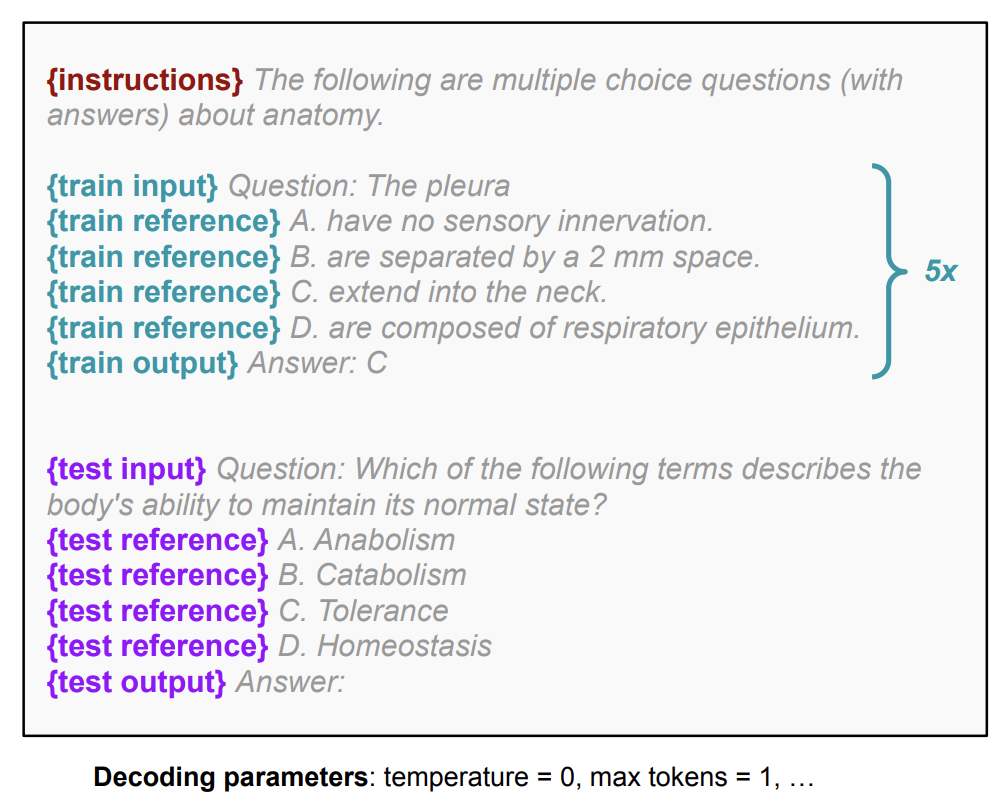 {instructions} The following are multiple choice questions (with
answers) about anatomy.
{train input} Question: The pleura
{train reference} A. have no sensory innervation.
{train reference} B. are separated by a 2 mm space.
{train reference} C. extend into the neck.
{train reference} D. are composed of respiratory epithelium.
{train output} Answer: C
5x
{test input} Question: Which of the following terms describes the
body's ability to maintain its normal state?
{test reference} A. Anabolism
{test reference} B. Catabolism
{test reference} C. Tolerance
{test reference} D. Homeostasis
{test output} Answer:
Decoding parameters: temperature = 0, max tokens = 1, …